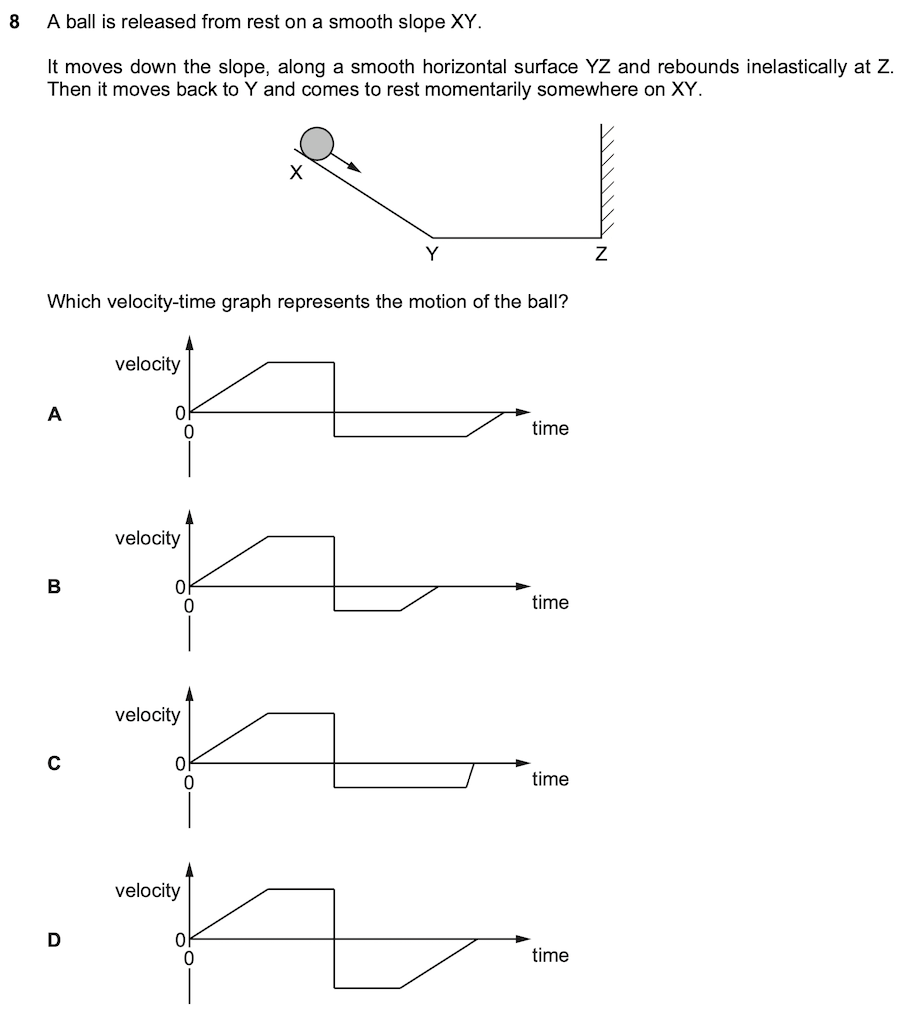 8 A ball is released from rest on a smooth slope XY.
It moves down the slope, along a smooth horizontal surface YZ and rebounds inelastically at Z.
Then it moves back to Y and comes to rest momentarily somewhere on XY.
X
Y
Z
Which velocity-time graph represents the motion of the ball?
velocity
A
0
0
time
velocity
B
0
0
time
velocity
C
0
0
time
velocity
D
0
0
time